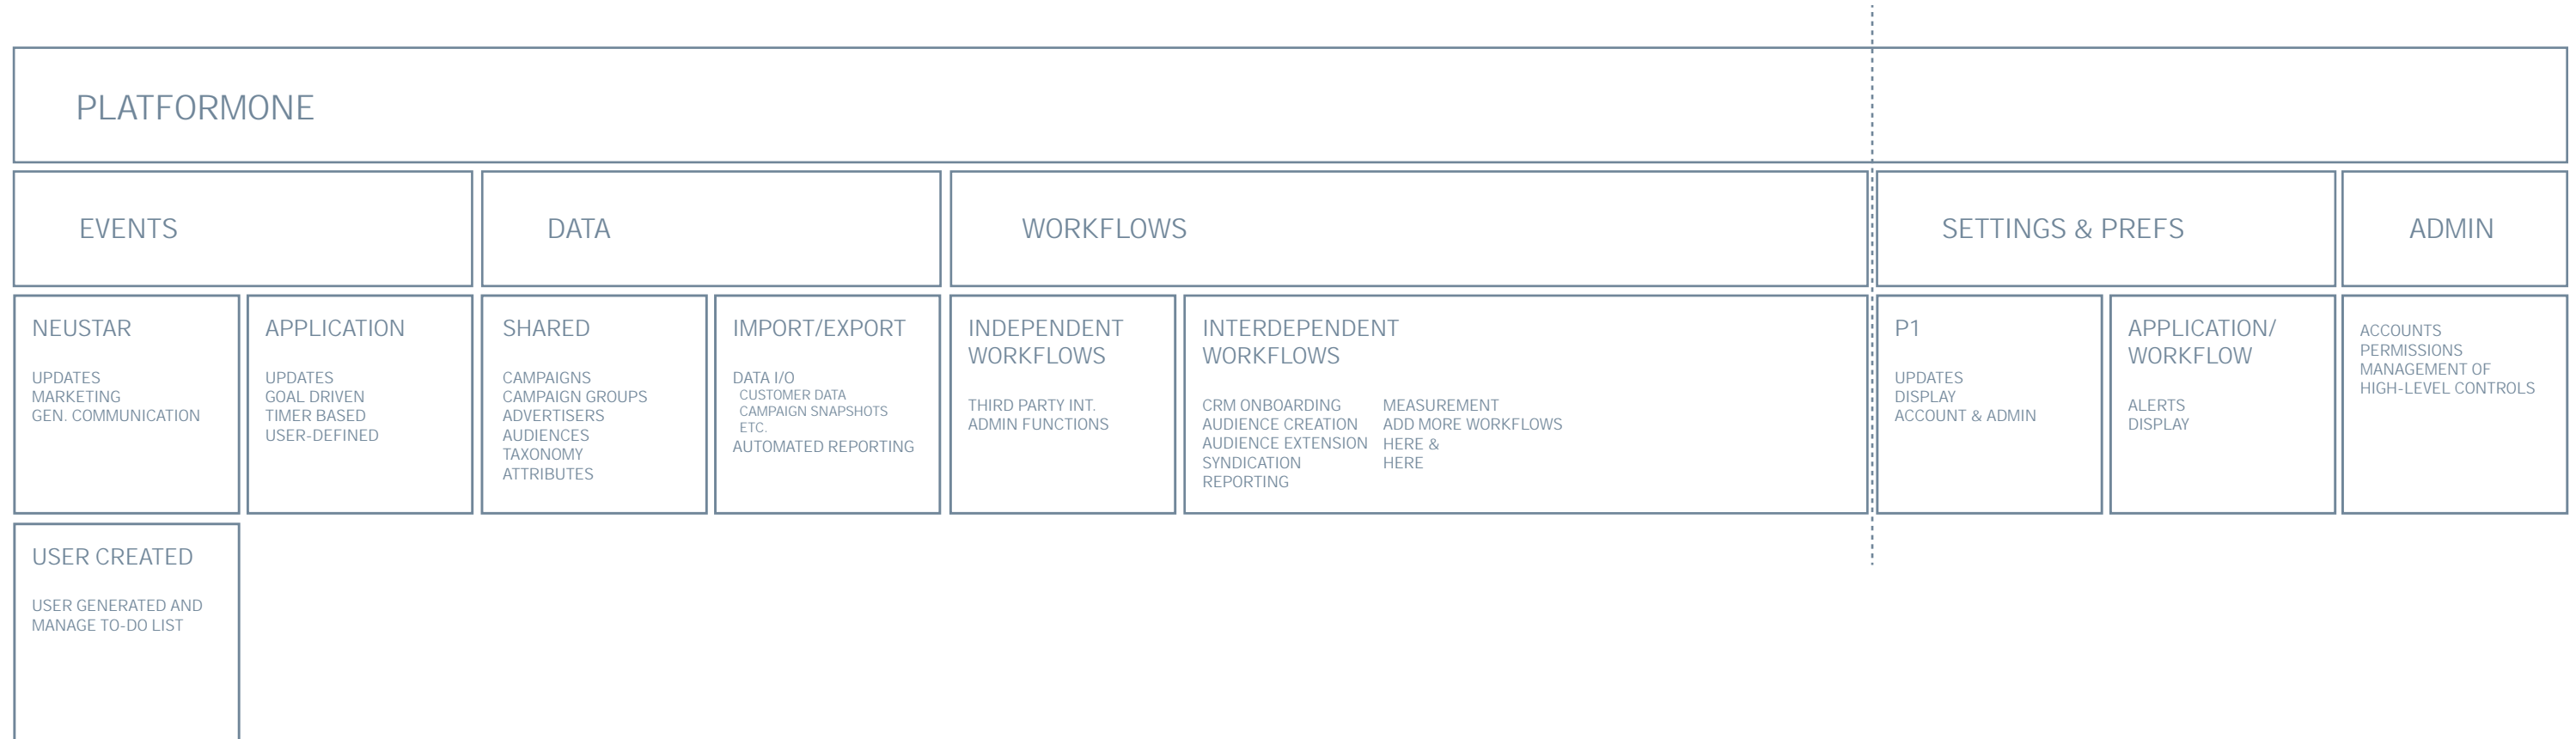 PLATFORMONE
EVENTS
DATA
WORKFLOWS
SETTINGS & PREFS
ADMIN
NEUSTAR
UPDATES
MARKETING
GEN. COMMUNICATION
APPLICATION
UPDATES
GOAL DRIVEN
TIMER BASED
USER-DEFINED
SHARED
CAMPAIGNS
CAMPAIGN GROUPS
ADVERTISERS
AUDIENCES
TAXONOMY
ATTRIBUTES
IMPORT/EXPORT
DATA I/O
CUSTOMER DATA
CAMPAIGN SNAPSHOTS
ETC.
AUTOMATED REPORTING
INDEPENDENT
WORKFLOWS
THIRD PARTY INT.
ADMIN FUNCTIONS
INTERDEPENDENT
WORKFLOWS
CRM ONBOARDING
AUDIENCE CREATION
AUDIENCE EXTENSION
SYNDICATION
REPORTING
MEASUREMENT
ADD MORE WORKFLOWS
HERE &
HERE
P1
UPDATES
DISPLAY
ACCOUNT & ADMIN
APPLICATION/
WORKFLOW
ALERTS
DISPLAY
ACCOUNTS
PERMISSIONS
MANAGEMENT OF
HIGH-LEVEL CONTROLS
USER CREATED
USER GENERATED AND
MANAGE TO-DO LIST